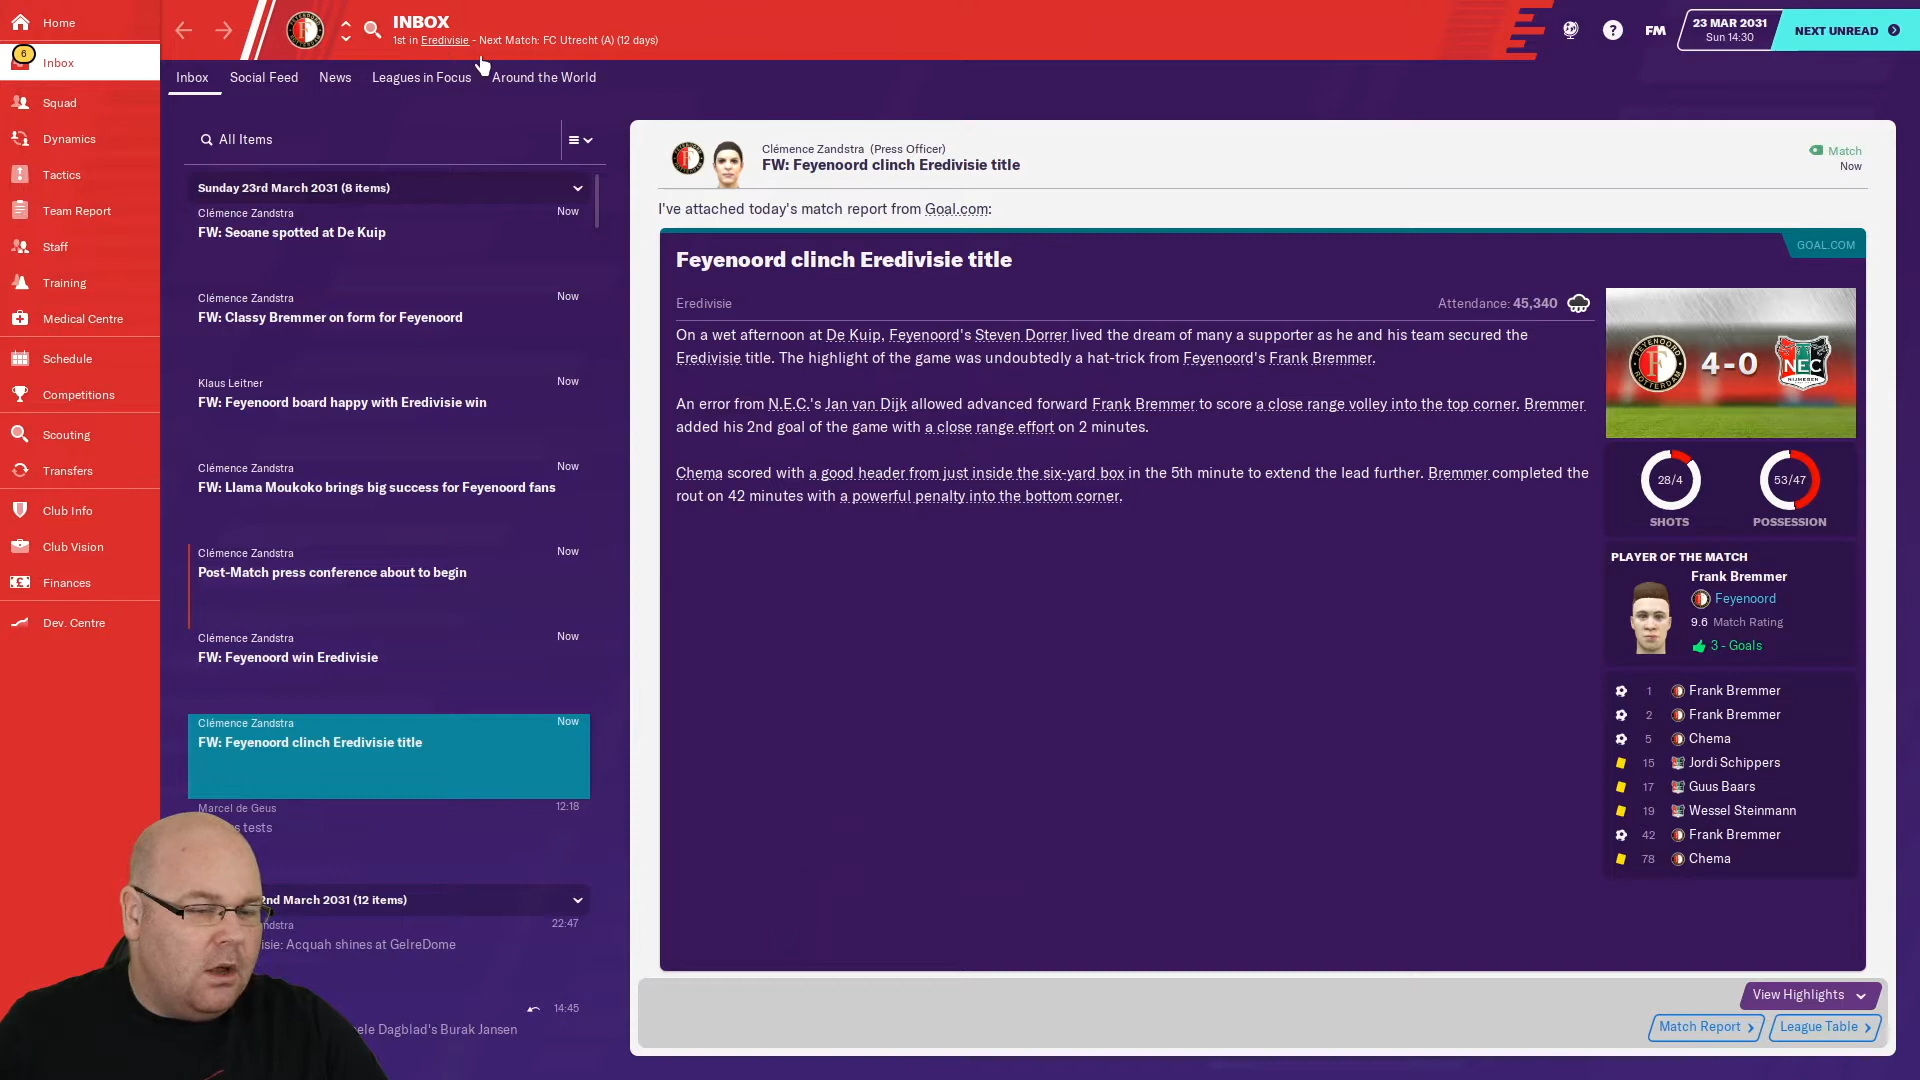 Home
6
Inbox
Squad
Dynamics
Tactics
Team Report
Staff
Training
Medical Centre
Schedule
Competitions
Scouting
Transfers
Club Info
Club Vision
Finances
Dev. Centre
INBOX
1st in Eredivisie - Next Match: FC Utrecht (A) (12 days)
FM
23 MAR 2031
Sun 14:30
NEXT UNREAD
Inbox Social Feed News Leagues in Focus Around the World
All Items
Sunday 23rd March 2031 (8 items)
Clémence Zandstra Now
FW: Seoane spotted at De Kuip
Clémence Zandstra Now
FW: Classy Bremmer on form for Feyenoord
Klaus Leitner Now
FW: Feyenoord board happy with Eredivisie win
Clémence Zandstra Now
FW: Llama Moukoko brings big success for Feyenoord fans
Clémence Zandstra Now
Post-Match press conference about to begin
Clémence Zandstra Now
FW: Feyenoord win Eredivisie
Clémence Zandstra Now
FW: Feyenoord clinch Eredivisie title
Marcel de Geus 12:18
tests
2nd March 2031 (12 items)
ndstra 22:47
isie: Acquah shines at GelreDome
14:45
ele Dagblad's Burak Jansen
Clémence Zandstra (Press Officer)
FW: Feyenoord clinch Eredivisie title
Match
Now
I've attached today's match report from Goal.com:
GOAL.COM
Feyenoord clinch Eredivisie title
Eredivisie Attendance: 45,340
On a wet afternoon at De Kuip, Feyenoord's Steven Dorrer lived the dream of many a supporter as he and his team secured the
Eredivisie title. The highlight of the game was undoubtedly a hat-trick from Feyenoord's Frank Bremmer.
An error from N.E.C.'s Jan van Dijk allowed advanced forward Frank Bremmer to score a close range volley into the top corner. Bremmer
added his 2nd goal of the game with a close range effort on 2 minutes.
Chema scored with a good header from just inside the six-yard box in the 5th minute to extend the lead further. Bremmer completed the
rout on 42 minutes with a powerful penalty into the bottom corner.
FEYENOORD
ROTTERDAM
4-0
NEC
NIJMEGEN
28/4
SHOTS
53/47
POSSESSION
PLAYER OF THE MATCH
Frank Bremmer
Feyenoord
9.6 Match Rating
3 - Goals
1 Frank Bremmer
2 Frank Bremmer
5 Chema
15 Jordi Schippers
17 Guus Baars
19 Wessel Steinmann
42 Frank Bremmer
78 Chema
View Highlights
Match Report
League Table